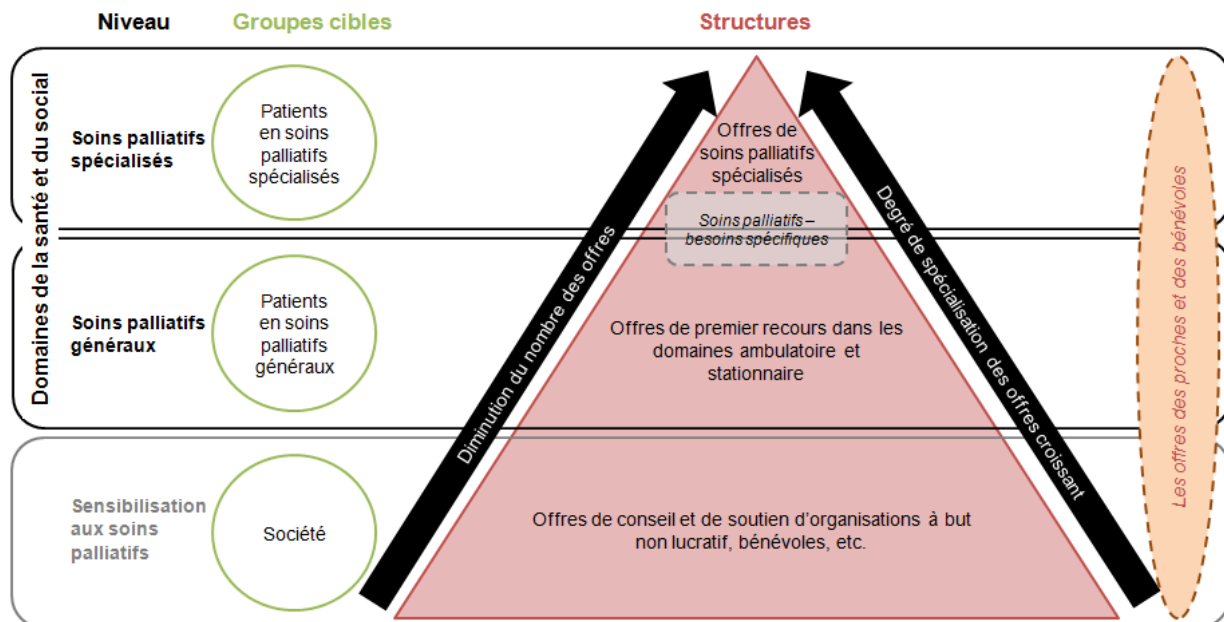 Niveau
Groupes cibles
Structures
Domaines de la santé et du social
Soins palliatifs
spécialisés
Patients
en soins
palliatifs
spécialisés
Offres de
soins palliatifs
spécialisés
Soins palliatifs –
besoins spécifiques
Soins palliatifs
généraux
Patients
en soins
palliatifs
généraux
Offres de premier recours dans les
domaines ambulatoire et
stationnaire
Sensibilisation
aux soins
palliatifs
Société
Offres de conseil et de soutien d’organisations à but
non lucratif, bénévoles, etc.
Diminution du nombre des offres
Degré de spécialisation des offres croissant
Les offres des proches et des bénévoles